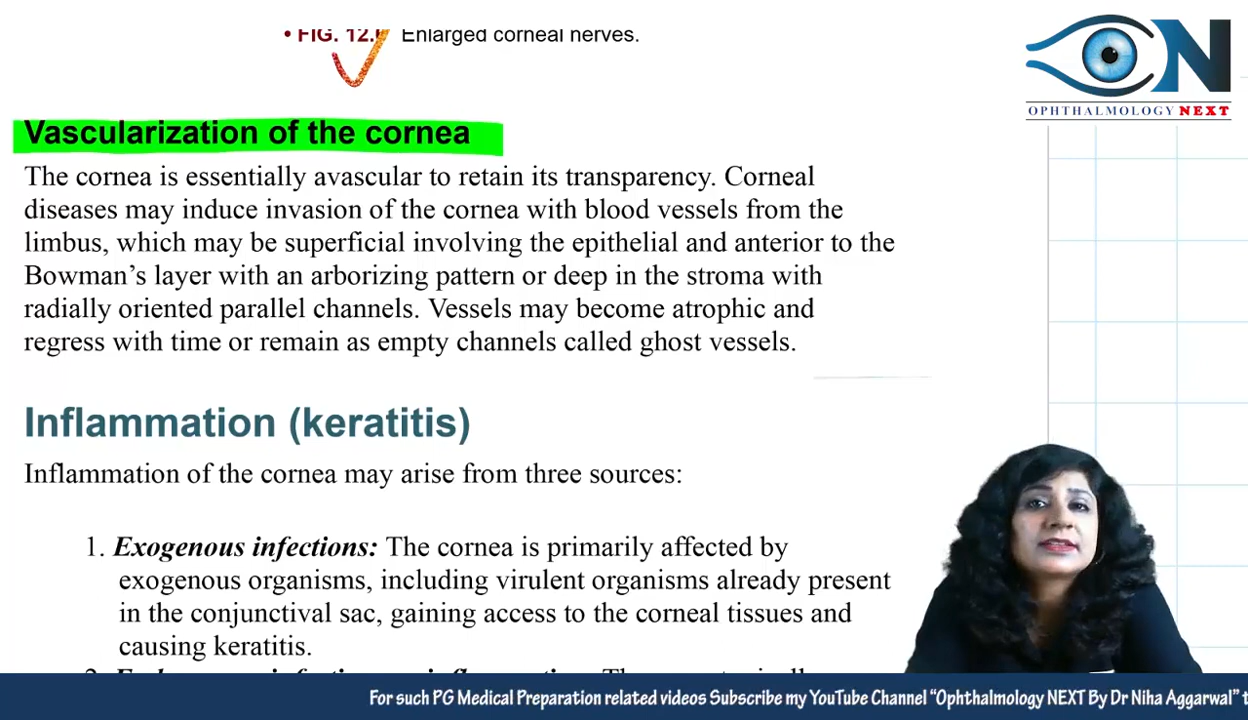 • FIG. 12. Enlarged corneal nerves.
ON
OPHTHALMOLOGY NEXT
Vascularization of the cornea
The cornea is essentially avascular to retain its transparency. Corneal
diseases may induce invasion of the cornea with blood vessels from the
limbus, which may be superficial involving the epithelial and anterior to the
Bowman’s layer with an arborizing pattern or deep in the stroma with
radially oriented parallel channels. Vessels may become atrophic and
regress with time or remain as empty channels called ghost vessels.
Inflammation (keratitis)
Inflammation of the cornea may arise from three sources:
1. Exogenous infections: The cornea is primarily affected by
exogenous organisms, including virulent organisms already present
in the conjunctival sac, gaining access to the corneal tissues and
causing keratitis.
For such PG Medical Preparation related videos Subscribe my YouTube Channel “Ophthalmology NEXT By Dr Niha Aggarwal” t